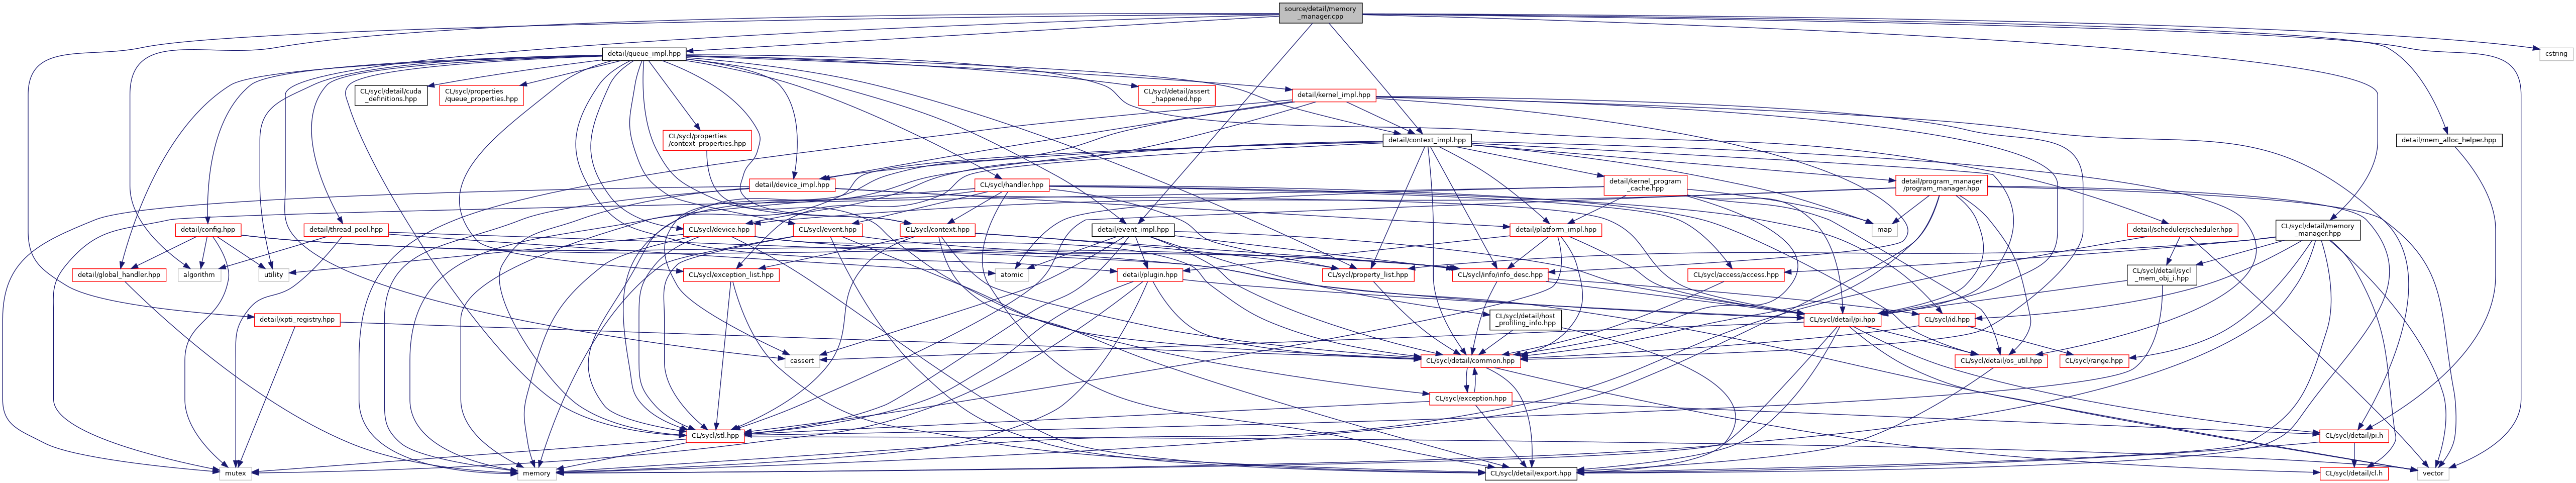 source/detail/memory
_manager.cpp
detail/queue_impl.hpp
cstring
CL/sycl/detail/cuda
_definitions.hpp
CL/sycl/properties
/queue_properties.hpp
CL/sycl/detail/assert
_happened.hpp
detail/kernel_impl.hpp
CL/sycl/properties
/context_properties.hpp
detail/context_impl.hpp
detail/mem_alloc_helper.hpp
detail/device_impl.hpp
CL/sycl/handler.hpp
detail/kernel_program
_cache.hpp
detail/program_manager
/program_manager.hpp
detail/config.hpp
detail/thread_pool.hpp
CL/sycl/device.hpp
CL/sycl/event.hpp
CL/sycl/context.hpp
detail/event_impl.hpp
detail/platform_impl.hpp
map
detail/scheduler/scheduler.hpp
CL/sycl/detail/memory
_manager.hpp
detail/global_handler.hpp
algorithm
utility
CL/sycl/exception_list.hpp
atomic
detail/plugin.hpp
CL/sycl/property_list.hpp
CL/sycl/info/info_desc.hpp
CL/sycl/access/access.hpp
CL/sycl/detail/sycl
_mem_obj_i.hpp
detail/xpti_registry.hpp
CL/sycl/detail/host
_profiling_info.hpp
CL/sycl/detail/pi.hpp
CL/sycl/id.hpp
cassert
CL/sycl/detail/common.hpp
CL/sycl/detail/os_util.hpp
CL/sycl/range.hpp
CL/sycl/exception.hpp
CL/sycl/stl.hpp
CL/sycl/detail/pi.h
mutex
memory
CL/sycl/detail/export.hpp
CL/sycl/detail/cl.h
vector